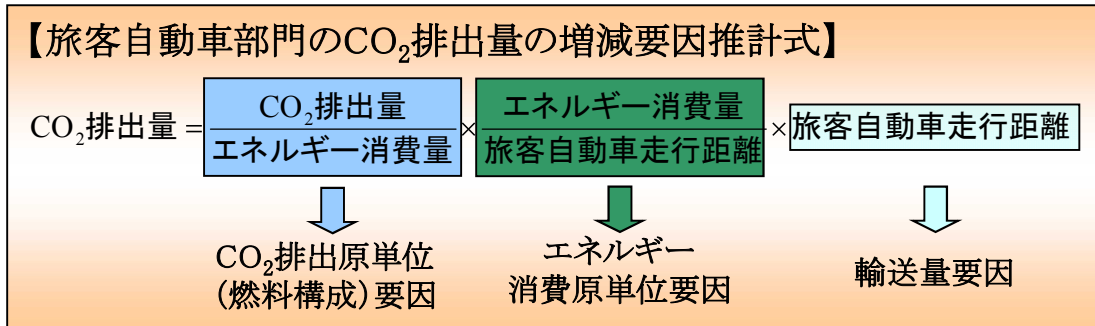 【旅客自動車部門のCO₂排出量の増減要因推計式】
CO₂排出量 = CO₂排出量/エネルギー消費量 × エネルギー消費量/旅客自動車走行距離 × 旅客自動車走行距離
CO₂排出原単位
(燃料構成)要因
エネルギー
消費原単位要因
輸送量要因